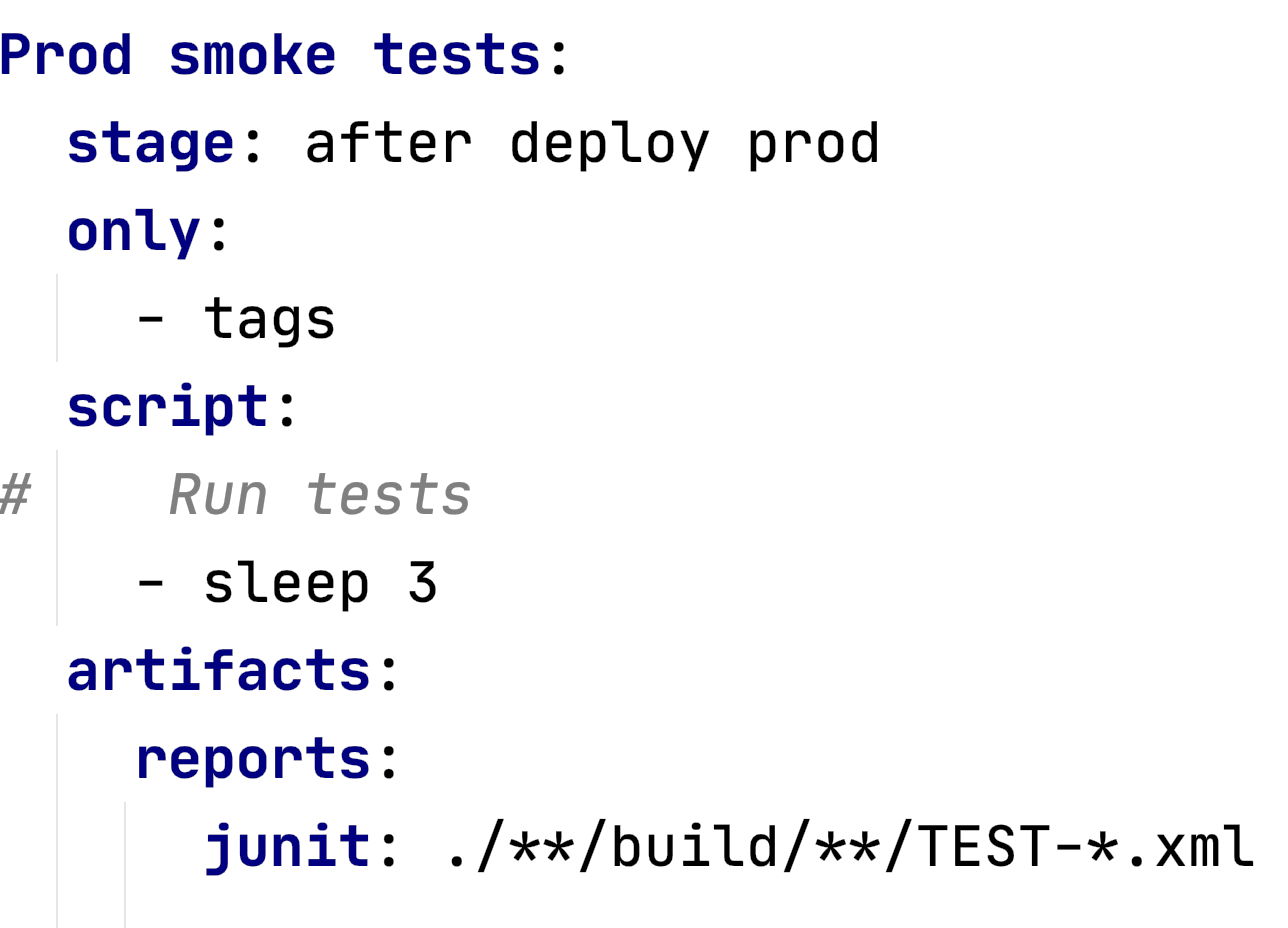 Prod smoke tests:
  stage: after deploy prod
  only:
    - tags
  script:
#    Run tests
    - sleep 3
  artifacts:
    reports:
      junit: ./**/build/**/TEST-*.xml